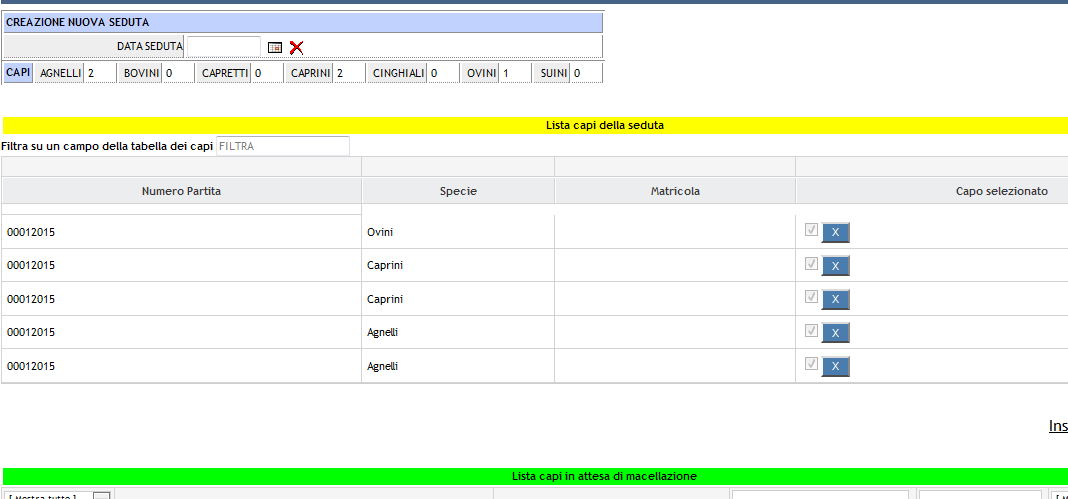 CREAZIONE NUOVA SEDUTA
DATA SEDUTA
CAPI AGNELLI 2 BOVINI 0 CAPRETTI 0 CAPRINI 2 CINGHIALI 0 OVINI 1 SUINI 0
Lista capi della seduta
Filtra su un campo della tabella dei capi FILTRA
Numero Partita Specie Matricola Capo selezionato
00012015 Ovini X
00012015 Caprini X
00012015 Caprini X
00012015 Agnelli X
00012015 Agnelli X
Ins
Lista capi in attesa di macellazione
[ Mostra tutto ] [ M